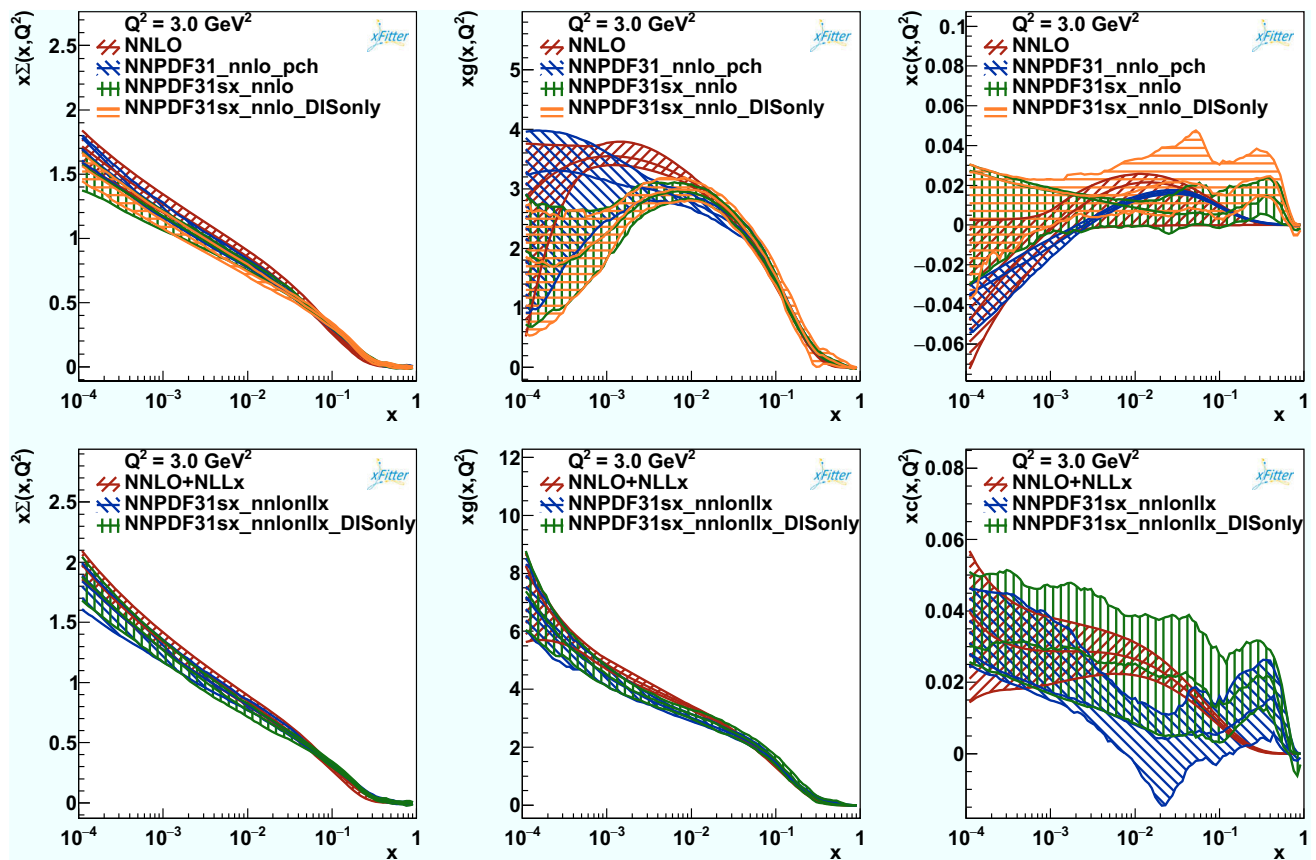 Q² = 3.0 GeV²
xFitter
NNLO
NNPDF31_nnlo_pch
NNPDF31sx_nnlo
NNPDF31sx_nnlo_DISonly
xΣ(x,Q²)
2.5
2
1.5
1
0.5
0
10⁻⁴ 10⁻³ 10⁻² 10⁻¹ 1
x
Q² = 3.0 GeV²
xFitter
NNLO
NNPDF31_nnlo_pch
NNPDF31sx_nnlo
NNPDF31sx_nnlo_DISonly
xg(x,Q²)
5
4
3
2
1
0
10⁻⁴ 10⁻³ 10⁻² 10⁻¹ 1
x
Q² = 3.0 GeV²
xFitter
NNLO
NNPDF31_nnlo_pch
NNPDF31sx_nnlo
NNPDF31sx_nnlo_DISonly
xc(x,Q²)
0.1
0.08
0.06
0.04
0.02
0
−0.02
−0.04
−0.06
10⁻⁴ 10⁻³ 10⁻² 10⁻¹ 1
x
Q² = 3.0 GeV²
xFitter
NNLO+NLLx
NNPDF31sx_nnlonllx
NNPDF31sx_nnlonllx_DISonly
xΣ(x,Q²)
2.5
2
1.5
1
0.5
0
10⁻⁴ 10⁻³ 10⁻² 10⁻¹ 1
x
Q² = 3.0 GeV²
xFitter
NNLO+NLLx
NNPDF31sx_nnlonllx
NNPDF31sx_nnlonllx_DISonly
xg(x,Q²)
12
10
8
6
4
2
0
10⁻⁴ 10⁻³ 10⁻² 10⁻¹ 1
x
Q² = 3.0 GeV²
xFitter
NNLO+NLLx
NNPDF31sx_nnlonllx
NNPDF31sx_nnlonllx_DISonly
xc(x,Q²)
0.08
0.06
0.04
0.02
0
10⁻⁴ 10⁻³ 10⁻² 10⁻¹ 1
x